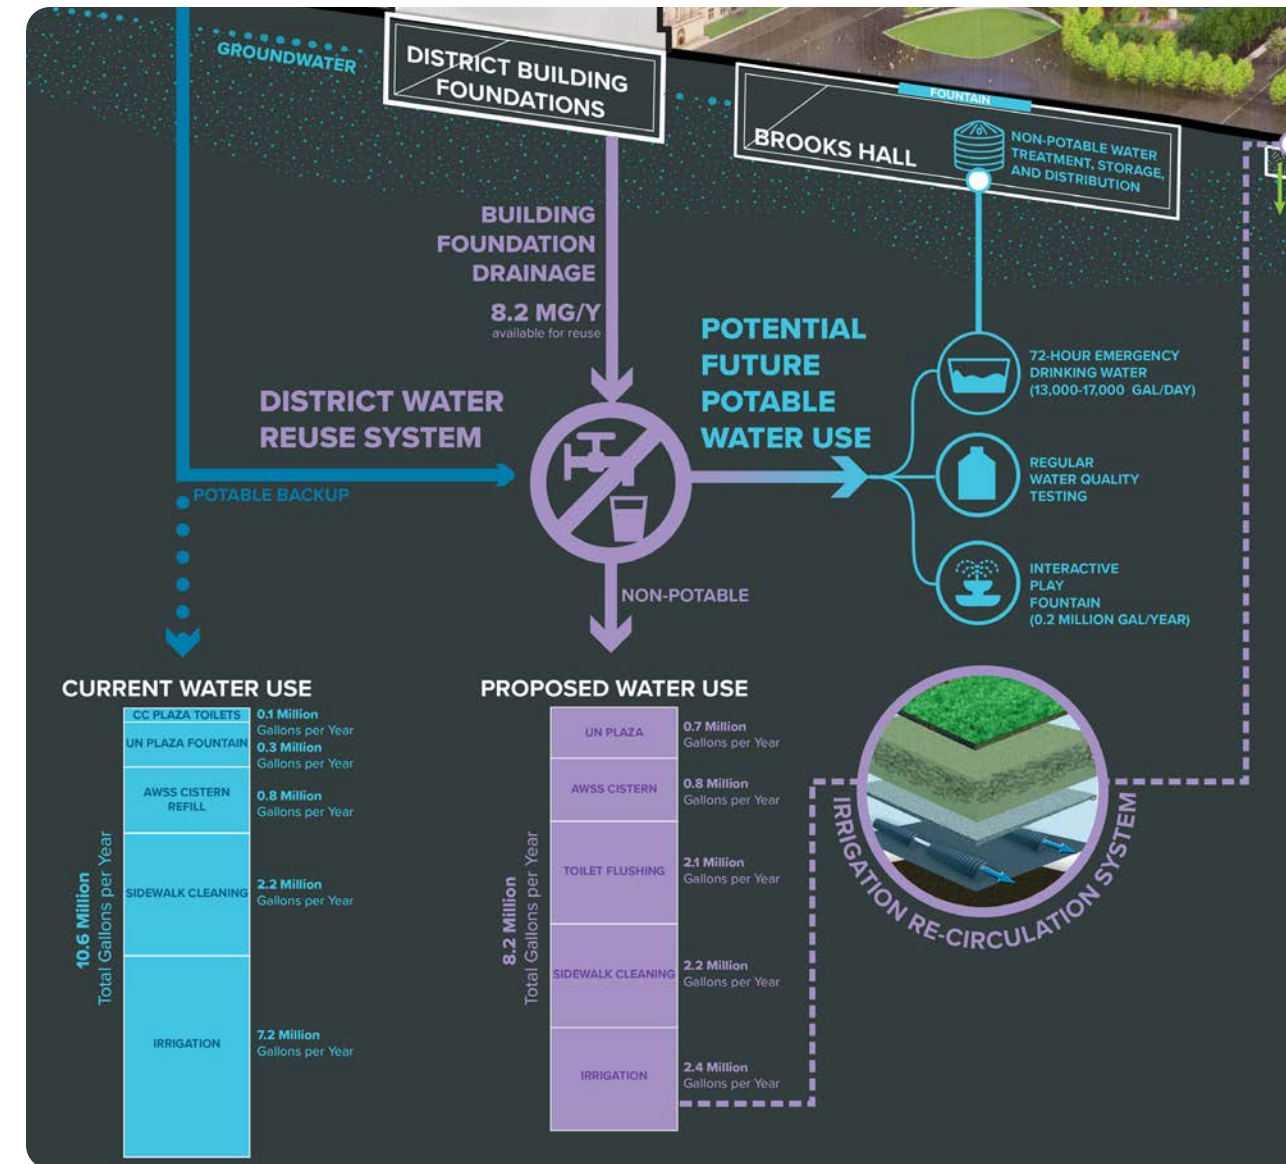 GROUNDWATER
DISTRICT BUILDING
FOUNDATIONS
FOUNTAIN
BROOKS HALL
NON-POTABLE WATER
TREATMENT, STORAGE,
AND DISTRIBUTION
BUILDING
FOUNDATION
DRAINAGE
8.2 MG/Y
available for reuse
POTENTIAL
FUTURE
POTABLE
WATER USE
72-HOUR EMERGENCY
DRINKING WATER
(13,000-17,000 GAL/DAY)
DISTRICT WATER
REUSE SYSTEM
REGULAR
WATER QUALITY
TESTING
POTABLE BACKUP
INTERACTIVE
PLAY
FOUNTAIN
(0.2 MILLION GAL/YEAR)
NON-POTABLE
CURRENT WATER USE
CC PLAZA TOILETS
0.1 Million
Gallons per Year
UN PLAZA FOUNTAIN
0.3 Million
Gallons per Year
AWSS CISTERN
REFILL
0.8 Million
Gallons per Year
SIDEWALK CLEANING
2.2 Million
Gallons per Year
IRRIGATION
7.2 Million
Gallons per Year
10.6 Million
Total Gallons per Year
PROPOSED WATER USE
UN PLAZA
0.7 Million
Gallons per Year
AWSS CISTERN
0.8 Million
Gallons per Year
TOILET FLUSHING
2.1 Million
Gallons per Year
SIDEWALK CLEANING
2.2 Million
Gallons per Year
IRRIGATION
2.4 Million
Gallons per Year
8.2 Million
Total Gallons per Year
IRRIGATION RE-CIRCULATION SYSTEM